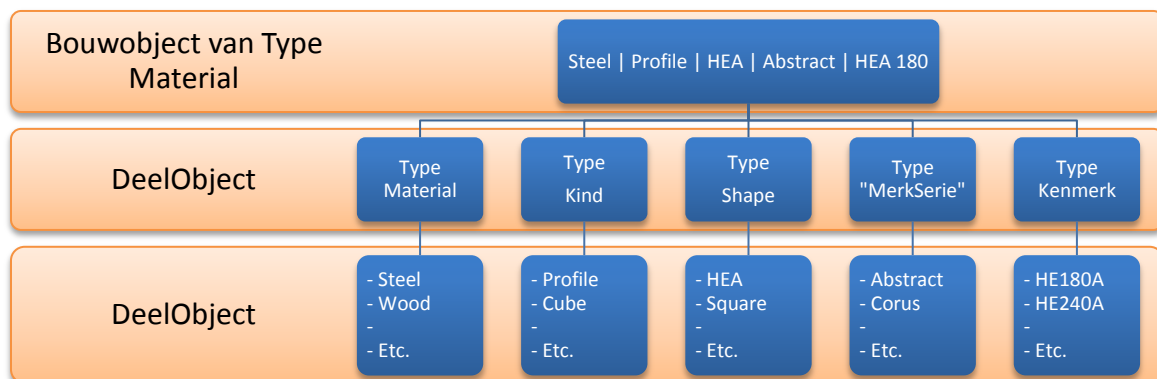 Bouwobject van Type
Material
Steel | Profile | HEA | Abstract | HEA 180
DeelObject
Type
Material
Type
Kind
Type
Shape
Type
"MerkSerie"
Type
Kenmerk
DeelObject
- Steel
- Wood
-
- Etc.
- Profile
- Cube
-
- Etc.
- HEA
- Square
-
- Etc.
- Abstract
- Corus
-
- Etc.
- HE180A
- HE240A
-
- Etc.